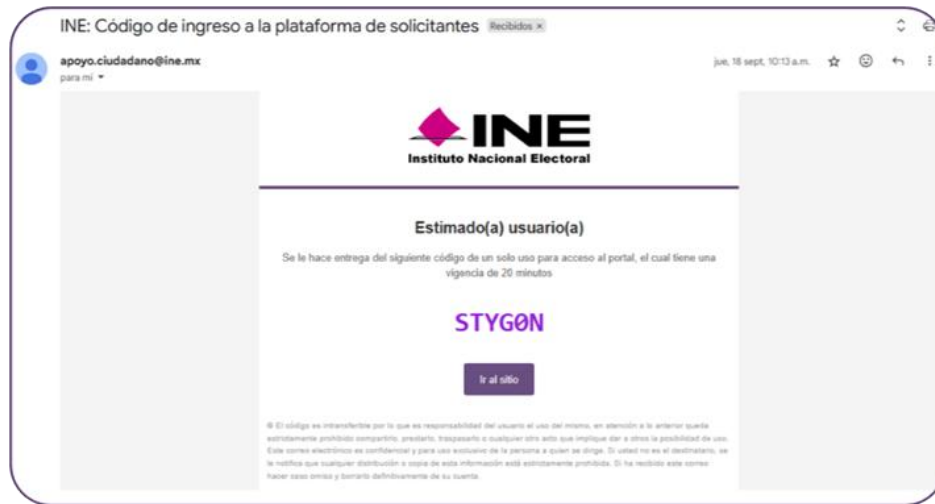 INE: Código de ingreso a la plataforma de solicitantes Recibidos x
apoyo.ciudadano@ine.mx
jue, 18 sept, 10:13 a.m.
para mí
INE
Instituto Nacional Electoral
Estimado(a) usuario(a)
Se le hace entrega del siguiente código de un solo uso para acceso al portal, el cual tiene una
vigencia de 20 minutos
STYG0N
Ir al sitio
El código es intransferible por lo que es responsabilidad del usuario el uso del mismo, en atención a lo anterior queda
estrictamente prohibido compartirlo, prestarlo, traspasarlo o cualquier otro acto que implique dar a otros la posibilidad de uso.
Este correo electrónico es confidencial y para uso exclusivo de la persona a quien se dirige. Si usted no es el destinatario, se
le notifica que cualquier distribución o copia de esta información está estrictamente prohibida. Si ha recibido este correo
hacer caso omiso y borrarlo definitivamente de su cuenta.